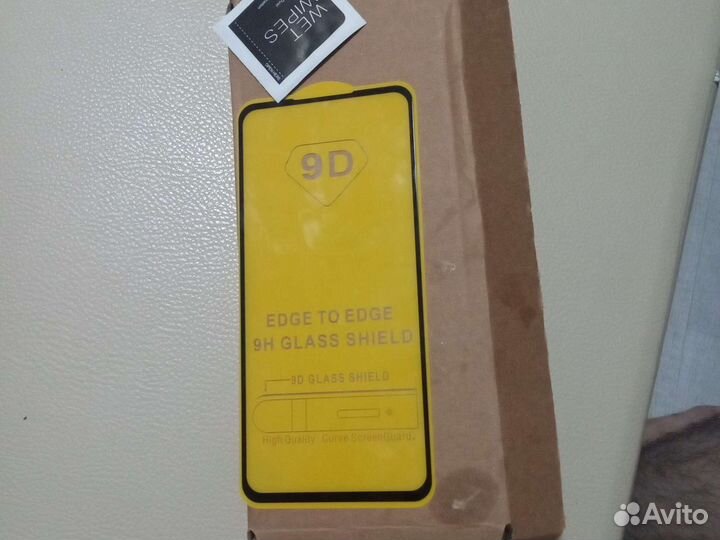 WET
WIPES
9D
EDGE TO EDGE
9H GLASS SHIELD
9D GLASS SHIELD
High Quality Curve ScreenGuard
Avito